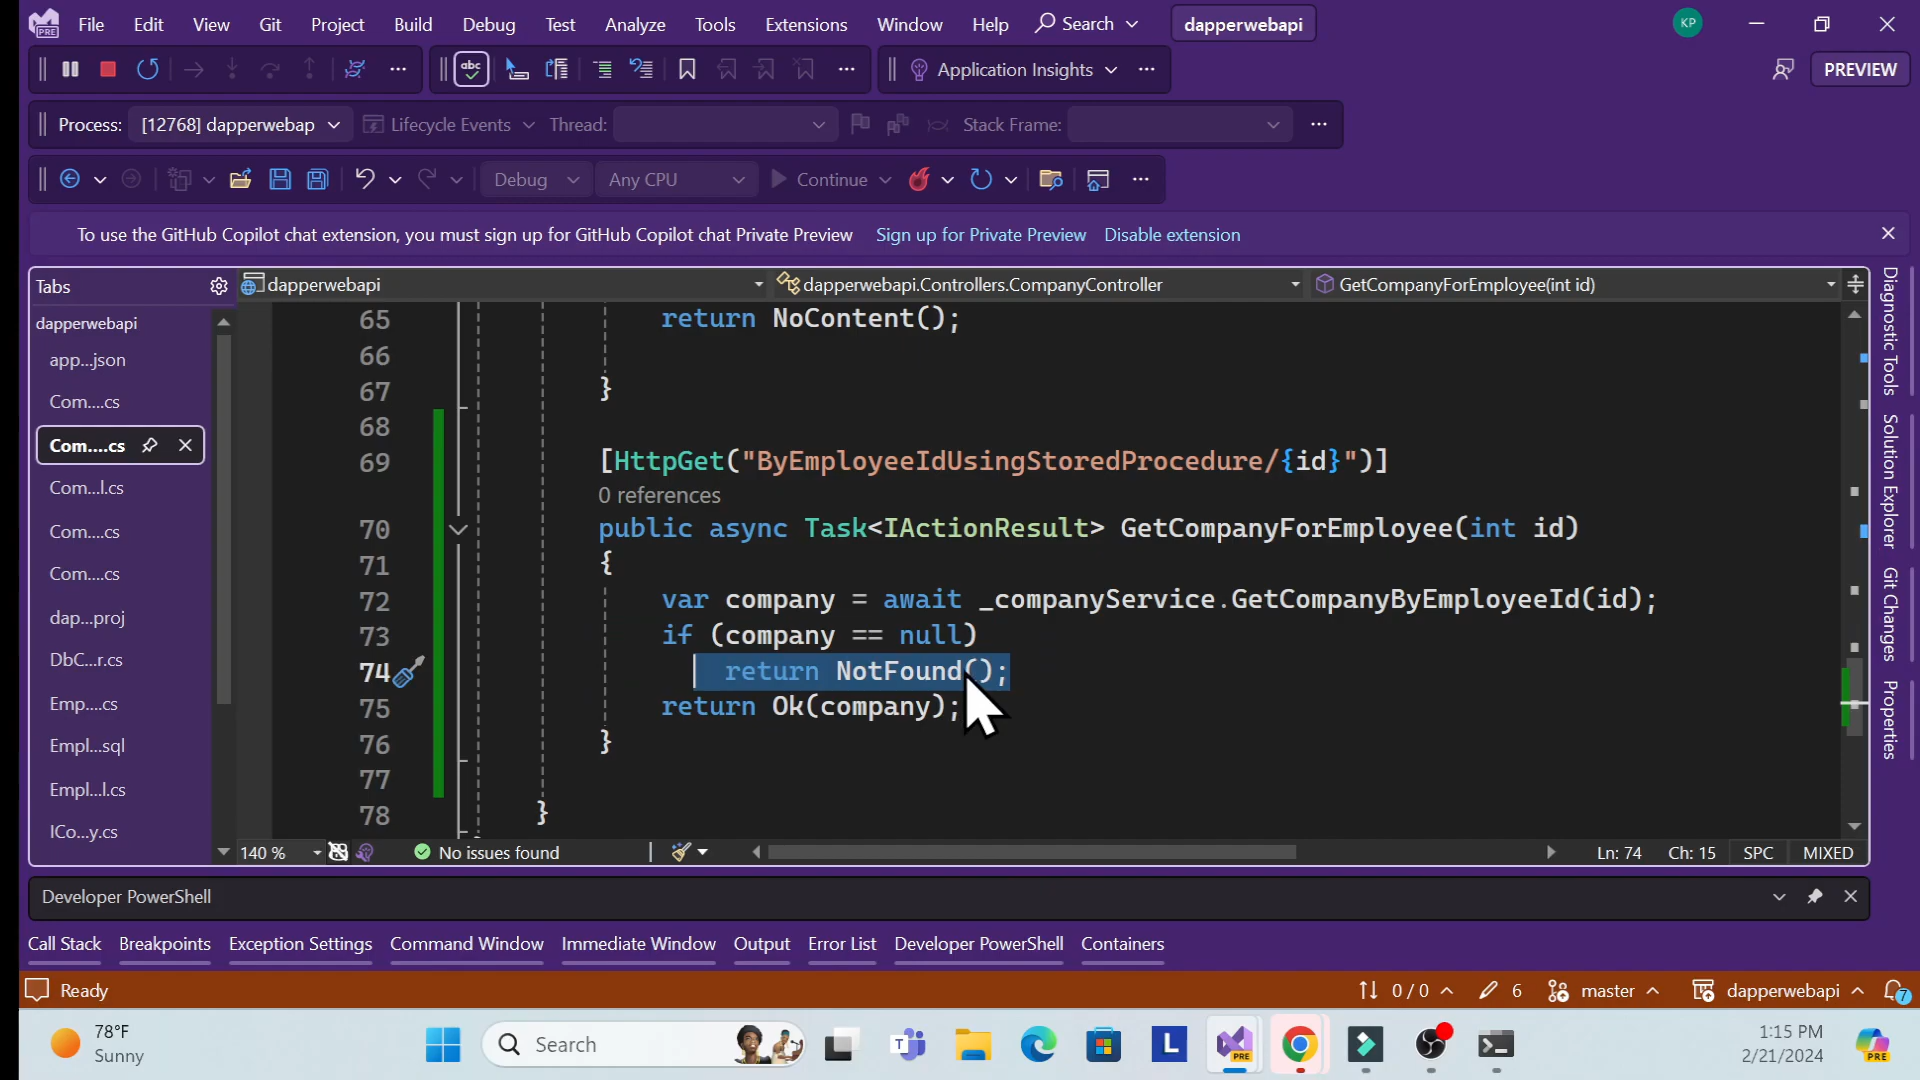 File Edit View Git Project Build Debug Test Analyze Tools Extensions Window Help Search dapperwebapi KP
abc Application Insights PREVIEW
Process: [12768] dapperwebap Lifecycle Events Thread: Stack Frame:
Debug Any CPU Continue
To use the GitHub Copilot chat extension, you must sign up for GitHub Copilot chat Private Preview Sign up for Private Preview Disable extension
Tabs
dapperwebapi
app...json
Com....cs
Com....cs
Com...l.cs
Com....cs
Com....cs
dap...proj
DbC...r.cs
Emp....cs
Empl...sql
Empl...l.cs
ICo...y.cs
dapperwebapi dapperwebapi.Controllers.CompanyController GetCompanyForEmployee(int id)
65 return NoContent();
66
67 }
68
69 [HttpGet("ByEmployeeIdUsingStoredProcedure/{id}")]
0 references
70 public async Task<IActionResult> GetCompanyForEmployee(int id)
71 {
72 var company = await _companyService.GetCompanyByEmployeeId(id);
73 if (company == null)
74 return NotFound();
75 return Ok(company);
76 }
77
78 }
140 % No issues found Ln: 74 Ch: 15 SPC MIXED
Diagnostic Tools
Solution Explorer
Git Changes
Properties
Developer PowerShell
Call Stack Breakpoints Exception Settings Command Window Immediate Window Output Error List Developer PowerShell Containers
Ready 0 / 0 6 master dapperwebapi 7
78°F
Sunny
Search
T
L
PRE
1:15 PM
2/21/2024
PRE